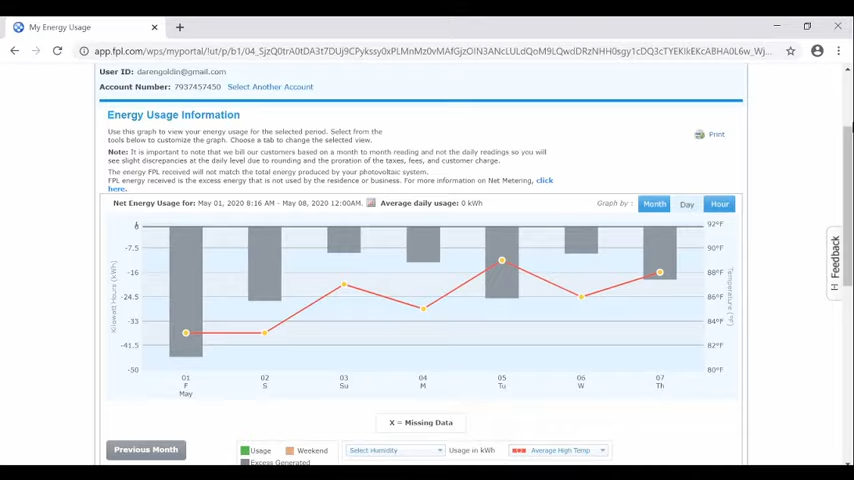 My Energy Usage
app.fpl.com/wps/myportal/lut/p/b1/
User ID: darengoldin@gmail.com
Account Number: 7937457450 Select Another Account
Energy Usage Information
Use this graph to view your energy usage for the selected period. Select from the
tools below to customize the graph. Choose a tab to change the selected view.
Print
Note: It is important to note that we bill our customers based on a month to month reading and not the daily readings so you will
see slight discrepancies at the daily level due to rounding and the proration of the taxes, fees, and customer charge.
The energy FPL received will not match the total energy produced by your photovoltaic system.
FPL energy received is the excess energy that is not used by the residence or business. For more information on Net Metering, click
here.
Net Energy Usage for: May 01, 2020 8:16 AM - May 08, 2020 12:00AM. Average daily usage: 0 kWh Graph by : Month Day Hour
92°F
-7.5 90°F
-16 88°F
-24.5 86°F
-33 84°F
-41.5 82°F
-50 80°F
Kilowatt Hours (kWh)
Temperature (°F)
01 02 03 04 05 06 07
F S Su M Tu W Th
May
X = Missing Data
Previous Month
Usage Weekend Select Humidity Usage in kWh Average High Temp
Excess Generated
Feedback